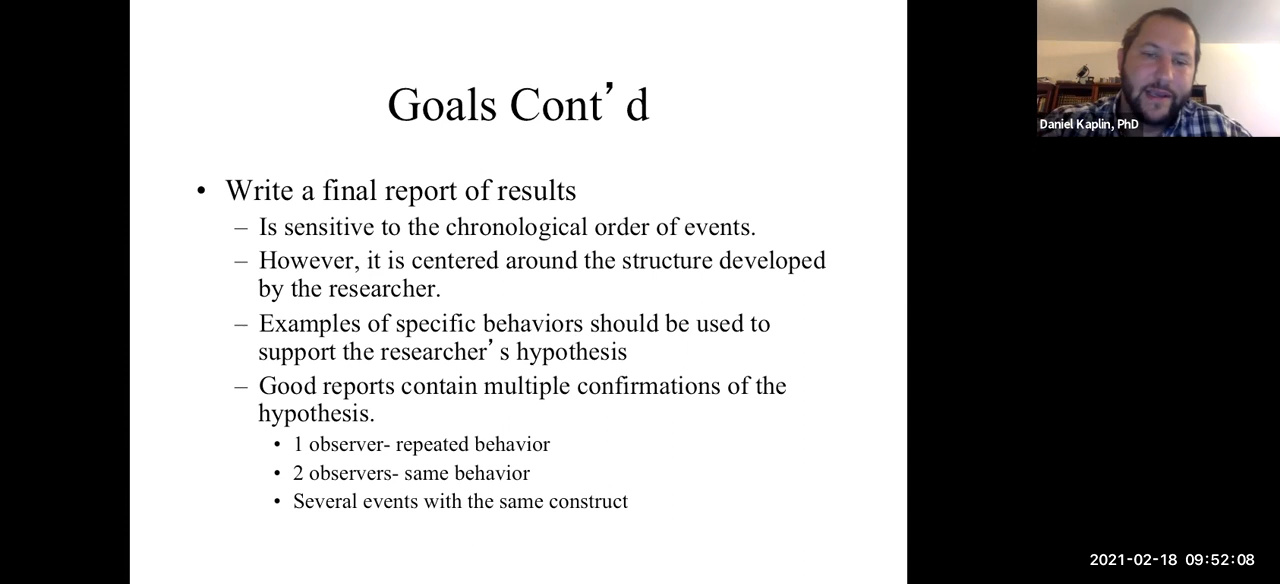 Goals Cont’d
• Write a final report of results
– Is sensitive to the chronological order of events.
– However, it is centered around the structure developed
by the researcher.
– Examples of specific behaviors should be used to
support the researcher’s hypothesis
– Good reports contain multiple confirmations of the
hypothesis.
• 1 observer- repeated behavior
• 2 observers- same behavior
• Several events with the same construct
Daniel Kaplin, PhD
2021-02-18 09:52:08